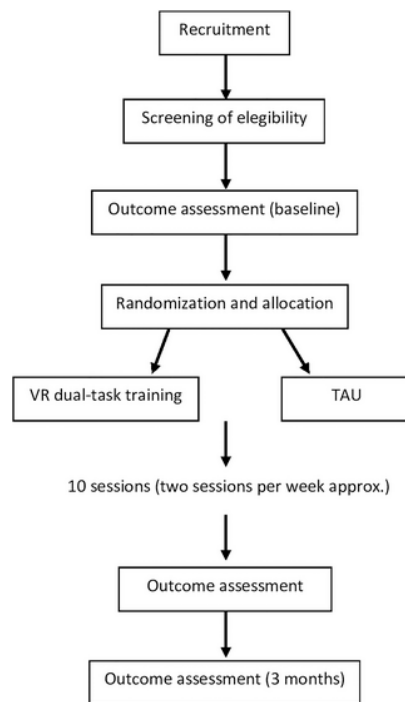 Recruitment
Screening of elegibility
Outcome assessment (baseline)
Randomization and allocation
VR dual-task training
TAU
10 sessions (two sessions per week approx.)
Outcome assessment
Outcome assessment (3 months)